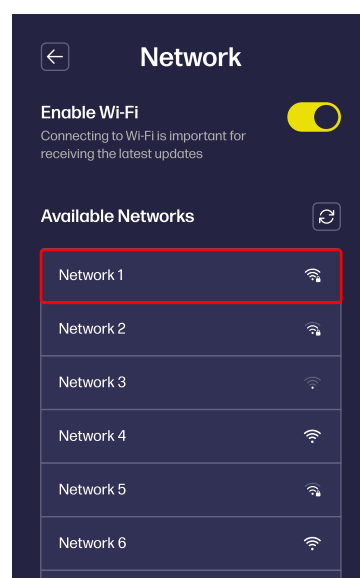 Network
Enable Wi-Fi
Connecting to Wi-Fi is important for
receiving the latest updates
Available Networks
Network 1
Network 2
Network 3
Network 4
Network 5
Network 6